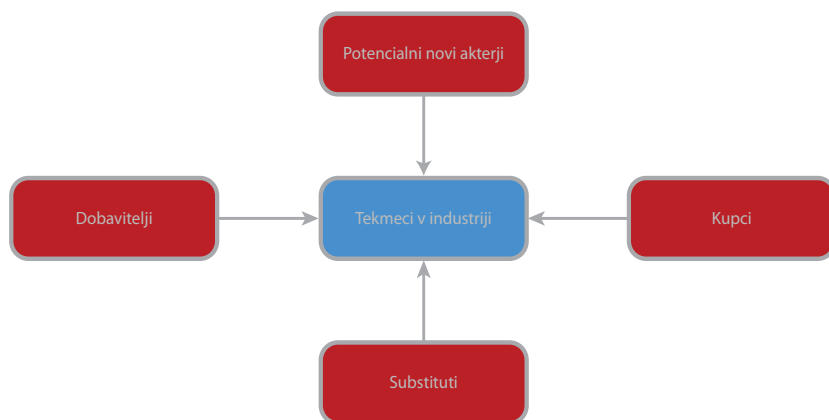 Potencialni novi akterji
Dobavitelji
Tekmeci v industriji
Kupci
Substituti